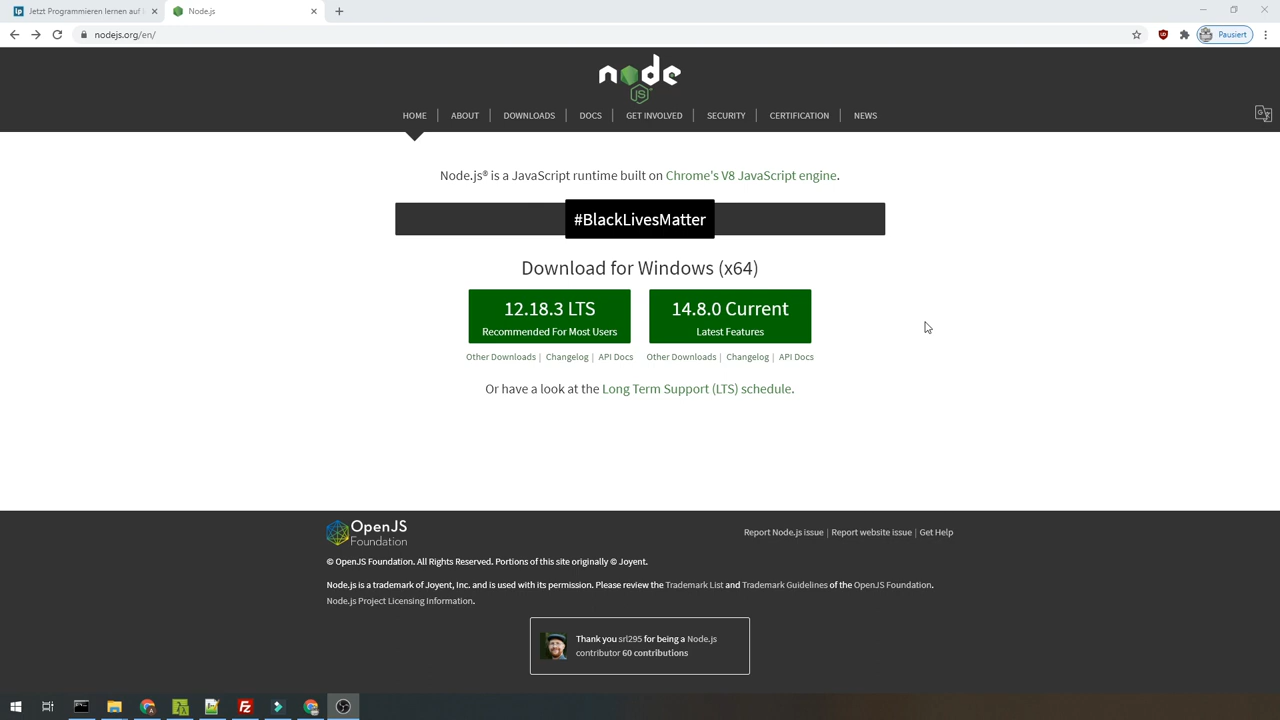 Jetzt Programmieren lernen auf
Node.js
nodejs.org/en/
Pausiert
node
JS
HOME
ABOUT
DOWNLOADS
DOCS
GET INVOLVED
SECURITY
CERTIFICATION
NEWS
Node.js® is a JavaScript runtime built on Chrome's V8 JavaScript engine.
#BlackLivesMatter
Download for Windows (x64)
12.18.3 LTS
Recommended For Most Users
14.8.0 Current
Latest Features
Other Downloads | Changelog | API Docs
Other Downloads | Changelog | API Docs
Or have a look at the Long Term Support (LTS) schedule.
OpenJS
Foundation
Report Node.js issue | Report website issue | Get Help
© OpenJS Foundation. All Rights Reserved. Portions of this site originally © Joyent.
Node.js is a trademark of Joyent, Inc. and is used with its permission. Please review the Trademark List and Trademark Guidelines of the OpenJS Foundation.
Node.js Project Licensing Information.
Thank you srl295 for being a Node.js
contributor 60 contributions